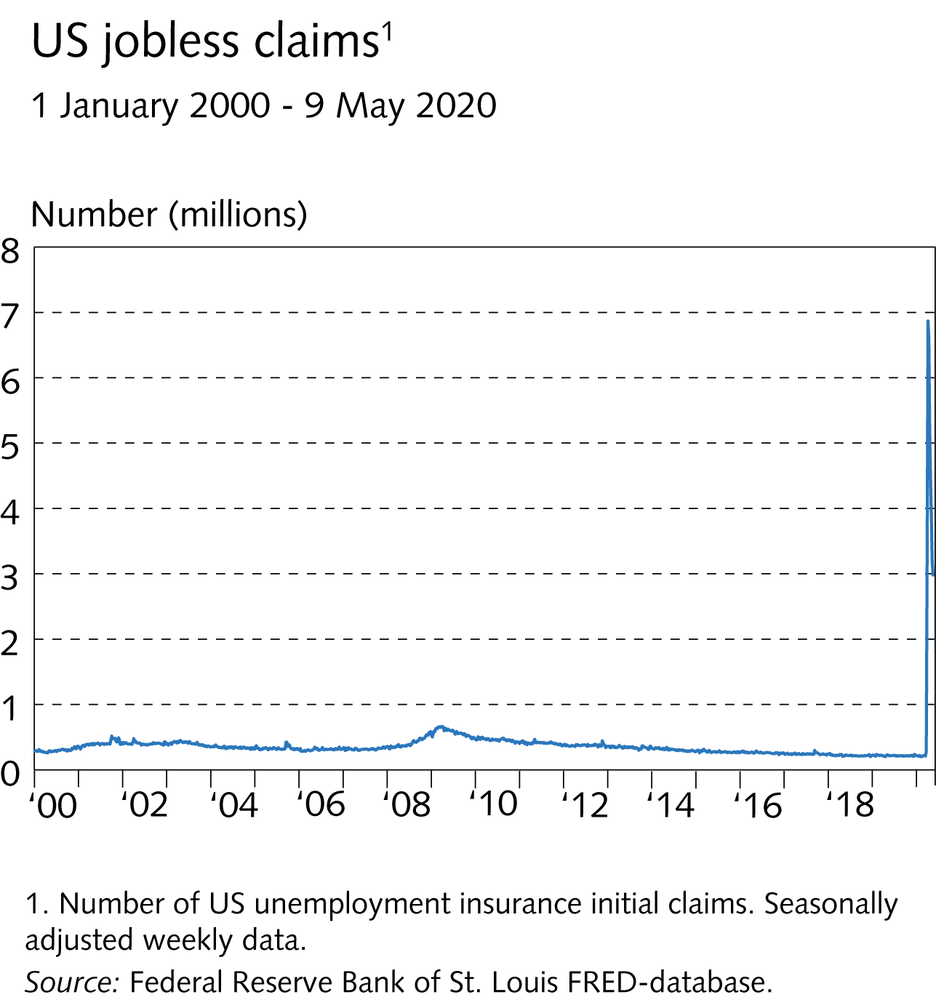 US jobless claims¹
1 January 2000 - 9 May 2020
Number (millions)
8
7
6
5
4
3
2
1
0
‘00 ‘02 ‘04 ‘06 ‘08 ‘10 ‘12 ‘14 ‘16 ‘18
1. Number of US unemployment insurance initial claims. Seasonally
adjusted weekly data.
Source: Federal Reserve Bank of St. Louis FRED-database.